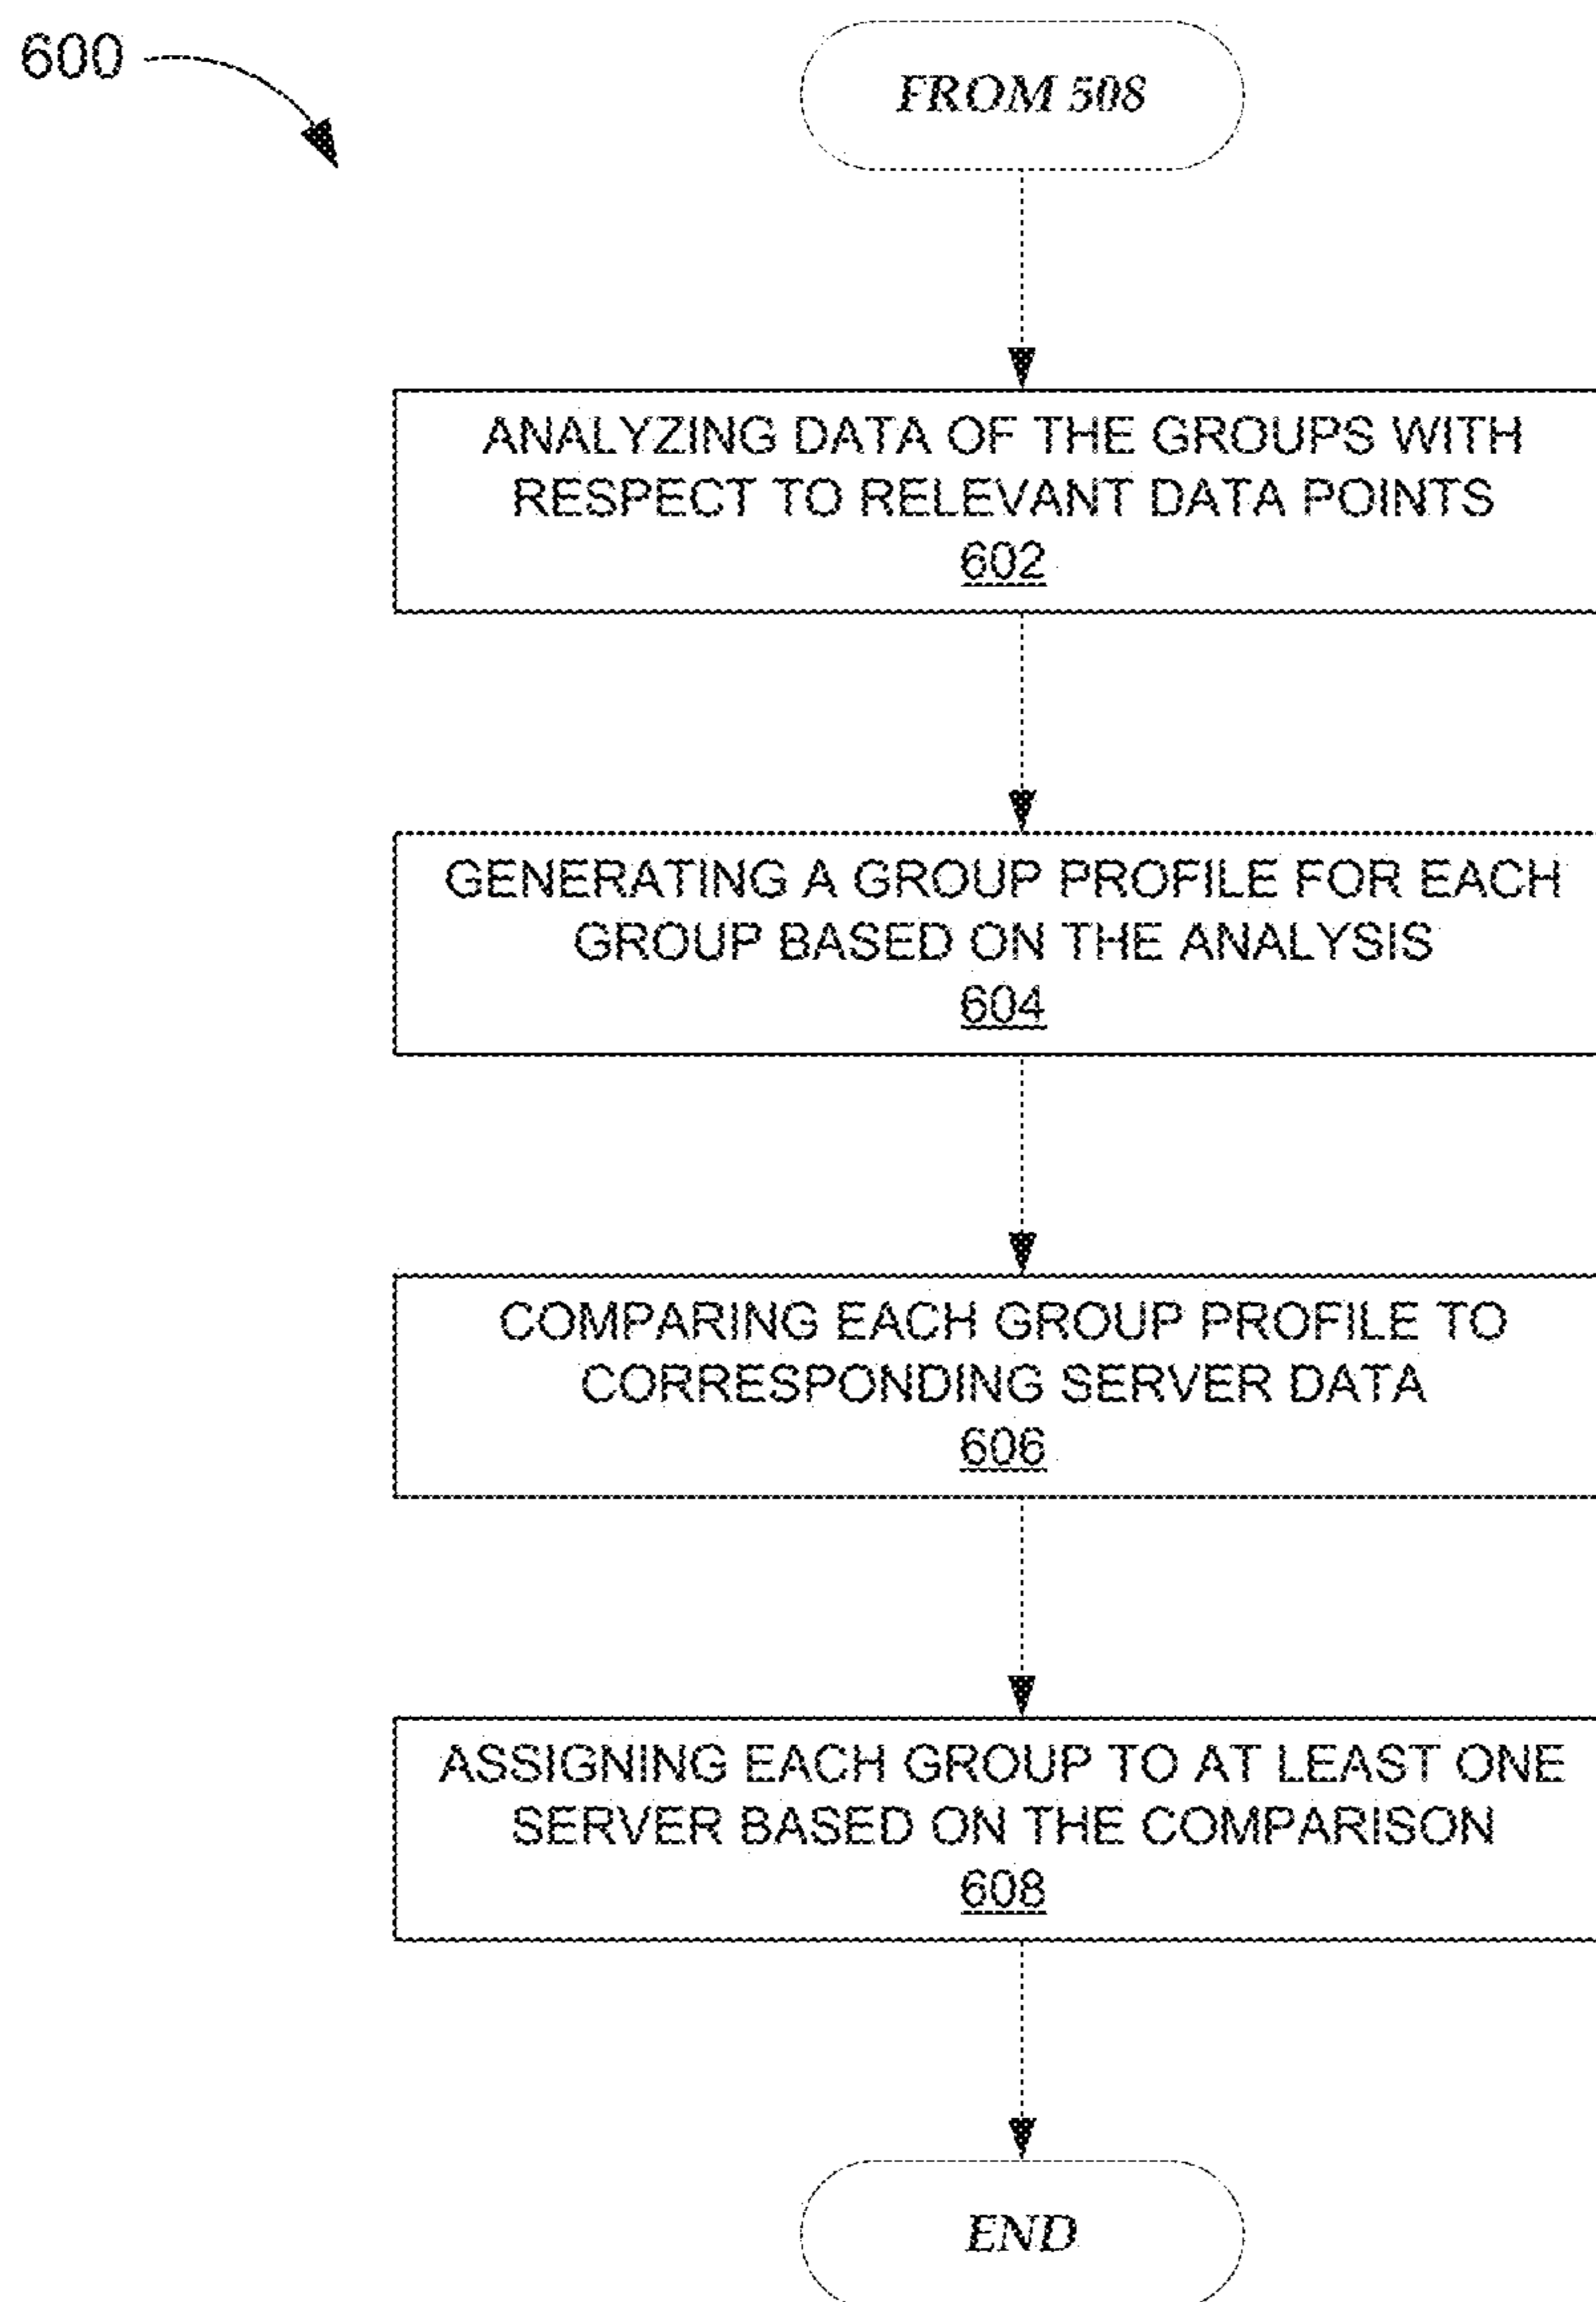 600
FROM 508
ANALYZING DATA OF THE GROUPS WITH
RESPECT TO RELEVANT DATA POINTS
602
GENERATING A GROUP PROFILE FOR EACH
GROUP BASED ON THE ANALYSIS
604
COMPARING EACH GROUP PROFILE TO
CORRESPONDING SERVER DATA
606
ASSIGNING EACH GROUP TO AT LEAST ONE
SERVER BASED ON THE COMPARISON
608
END